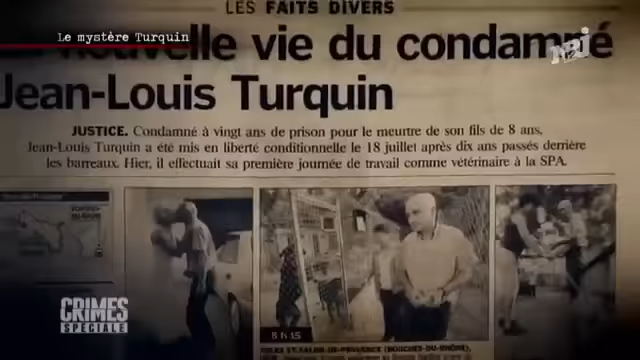 LES FAITS DIVERS
Le mystère Turquin
nouvelle vie du condamné
NRJ12
Jean-Louis Turquin
JUSTICE. Condamné à vingt ans de prison pour le meurtre de son fils de 8 ans,
Jean-Louis Turquin a été mis en liberté conditionnelle le 18 juillet après dix ans passés derrière
les barreaux. Hier, il effectuait sa première journée de travail comme vétérinaire à la SPA.
CRIMES
SPÉCIALE
8 H 15
(BOUCHES-DU-RHÔNE),